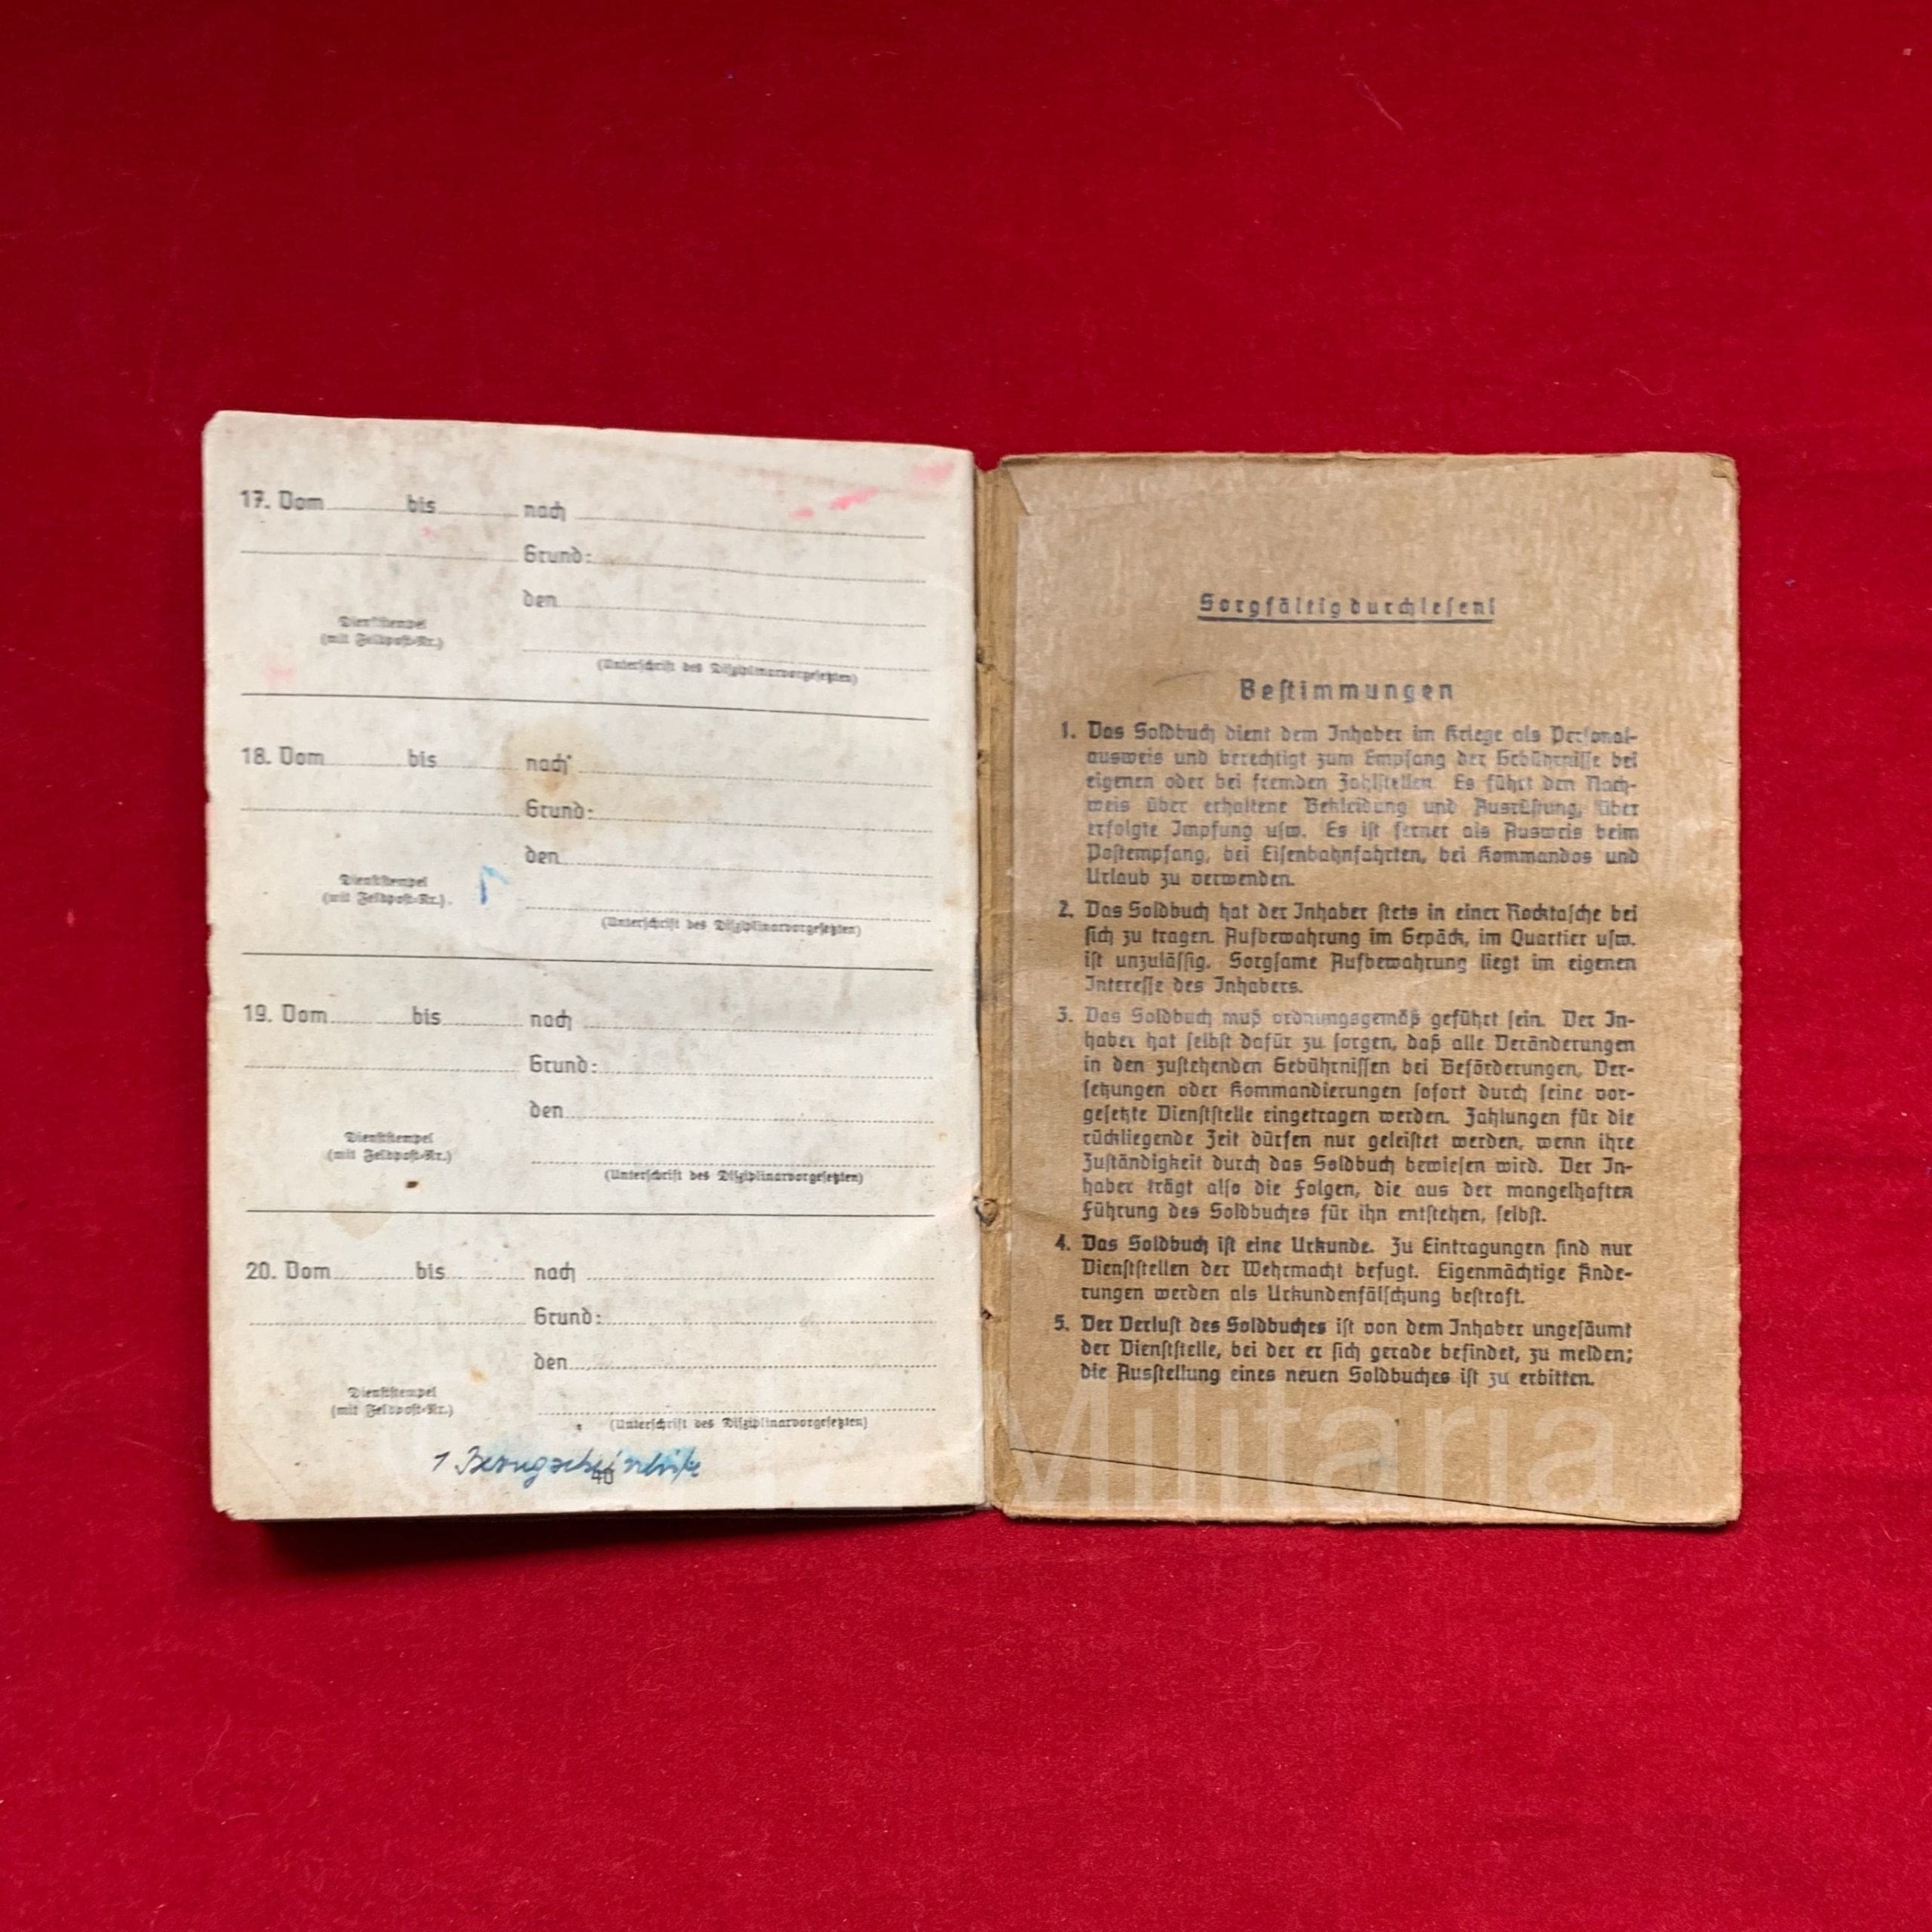 17. Vom bis nach
Grund:
den
Dienststempel
(mit Feldpost-Nr.)
(Unterschrift des Disziplinarvorgesetzten)
18. Vom bis nach
Grund:
den
Dienststempel
(mit Feldpost-Nr.)
(Unterschrift des Disziplinarvorgesetzten)
19. Vom bis nach
Grund:
den
Dienststempel
(mit Feldpost-Nr.)
(Unterschrift des Disziplinarvorgesetzten)
20. Vom bis nach
Grund:
den
Dienststempel
(mit Feldpost-Nr.)
(Unterschrift des Disziplinarvorgesetzten)
1
40
Sorgfältig durchlesen!
Bestimmungen
1. Das Soldbuch dient dem Inhaber im Kriege als Personal-
ausweis und berechtigt zum Empfang der Gebührnisse bei
eigenen oder bei fremden Zahlstellen. Es führt den Nach-
weis über erhaltene Bekleidung und Ausrüstung, über
erfolgte Impfung usw. Es ist ferner als Ausweis beim
Postempfang, bei Eisenbahnfahrten, bei Kommandos und
Urlaub zu verwenden.
2. Das Soldbuch hat der Inhaber stets in einer Rocktasche bei
sich zu tragen. Aufbewahrung im Gepäck, im Quartier usw.
ist unzulässig. Sorgsame Aufbewahrung liegt im eigenen
Interesse des Inhabers.
3. Das Soldbuch muß ordnungsgemäß geführt sein. Der In-
haber hat selbst dafür zu sorgen, daß alle Veränderungen
in den zustehenden Gebührnissen bei Beförderungen, Ver-
setzungen oder Kommandierungen sofort durch seine vor-
gesetzte Dienststelle eingetragen werden. Zahlungen für die
rückliegende Zeit dürfen nur geleistet werden, wenn ihre
Zuständigkeit durch das Soldbuch bewiesen wird. Der In-
haber trägt also die Folgen, die aus der mangelhaften
Führung des Soldbuches für ihn entstehen, selbst.
4. Das Soldbuch ist eine Urkunde. Zu Eintragungen sind nur
Dienststellen der Wehrmacht befugt. Eigenmächtige Ände-
rungen werden als Urkundenfälschung bestraft.
5. Der Verlust des Soldbuches ist von dem Inhaber ungesäumt
der Dienststelle, bei der er sich gerade befindet, zu melden;
die Ausstellung eines neuen Soldbuches ist zu erbitten.
Militaria